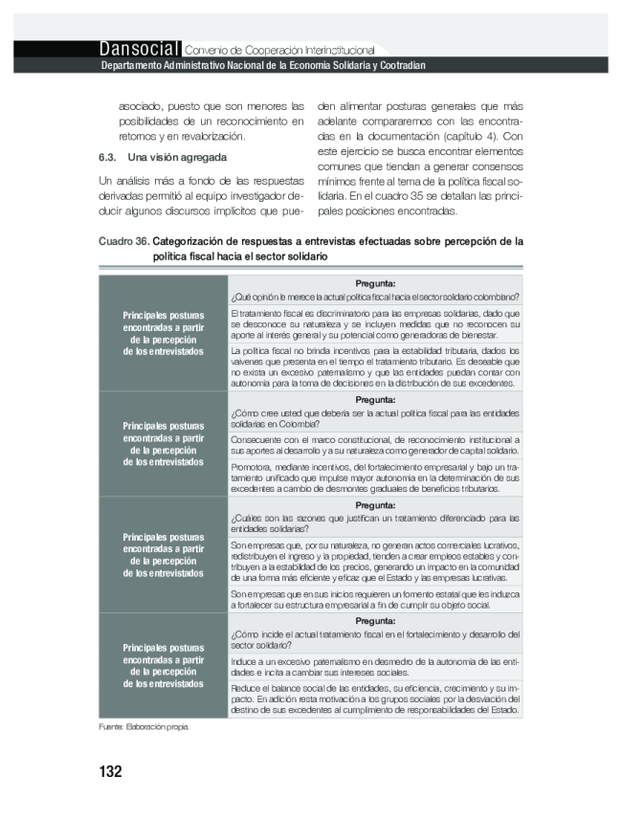 Dansocial Convenio de Cooperación Interinstitucional
Departamento Administrativo Nacional de la Economía Solidaria y Cootradian
asociado, puesto que son menores las
posibilidades de un reconocimiento en
retornos y en revalorización.
6.3. Una visión agregada
Un análisis más a fondo de las respuestas
derivadas permitió al equipo investigador de-
ducir algunos discursos implícitos que pue-
den alimentar posturas generales que más
adelante compararemos con las encontra-
das en la documentación (capítulo 4). Con
este ejercicio se busca encontrar elementos
comunes que tiendan a generar consensos
mínimos frente al tema de la política fiscal so-
lidaria. En el cuadro 35 se detallan las princi-
pales posiciones encontradas.
Cuadro 36. Categorización de respuestas a entrevistas efectuadas sobre percepción de la
política fiscal hacia el sector solidario
Principales posturas
encontradas a partir
de la percepción
de los entrevistados
Pregunta:
¿Qué opinión le merece la actual política fiscal hacia el sector solidario colombiano?
El tratamiento fiscal es discriminatorio para las empresas solidarias, dado que
se desconoce su naturaleza y se incluyen medidas que no reconocen su
aporte al interés general y su potencial como generadoras de bienestar.
La política fiscal no brinda incentivos para la estabilidad tributaria, dados los
vaivenes que presenta en el tiempo el tratamiento tributario. Es deseable que
no exista un excesivo paternalismo y que las entidades puedan contar con
autonomía para la toma de decisiones en la distribución de sus excedentes.
Principales posturas
encontradas a partir
de la percepción
de los entrevistados
Pregunta:
¿Cómo cree usted que debería ser la actual política fiscal para las entidades
solidarias en Colombia?
Consecuente con el marco constitucional, de reconocimiento institucional a
sus aportes al desarrollo y a su naturaleza como generador de capital solidario.
Promotora, mediante incentivos, del fortalecimiento empresarial y bajo un tra-
tamiento unificado que impulse mayor autonomía en la determinación de sus
excedentes a cambio de desmontes graduales de beneficios tributarios.
Principales posturas
encontradas a partir
de la percepción
de los entrevistados
Pregunta:
¿Cuáles son las razones que justifican un tratamiento diferenciado para las
entidades solidarias?
Son empresas que, por su naturaleza, no generan actos comerciales lucrativos,
redistribuyen el ingreso y la propiedad, tienden a crear empleos estables y con-
tribuyen a la estabilidad de los precios, generando un impacto en la comunidad
de una forma más eficiente y eficaz que el Estado y las empresas lucrativas.
Son empresas que en sus inicios requieren un fomento estatal que les induzca
a fortalecer su estructura empresarial a fin de cumplir su objeto social.
Principales posturas
encontradas a partir
de la percepción
de los entrevistados
Pregunta:
¿Cómo incide el actual tratamiento fiscal en el fortalecimiento y desarrollo del
sector solidario?
Induce a un excesivo paternalismo en desmedro de la autonomía de las enti-
dades e incita a cambiar sus intereses sociales.
Reduce el balance social de las entidades, su eficiencia, crecimiento y su im-
pacto. En adición resta motivación a los grupos sociales por la desviación del
destino de sus excedentes al cumplimiento de responsabilidades del Estado.
Fuente: Elaboración propia.
132